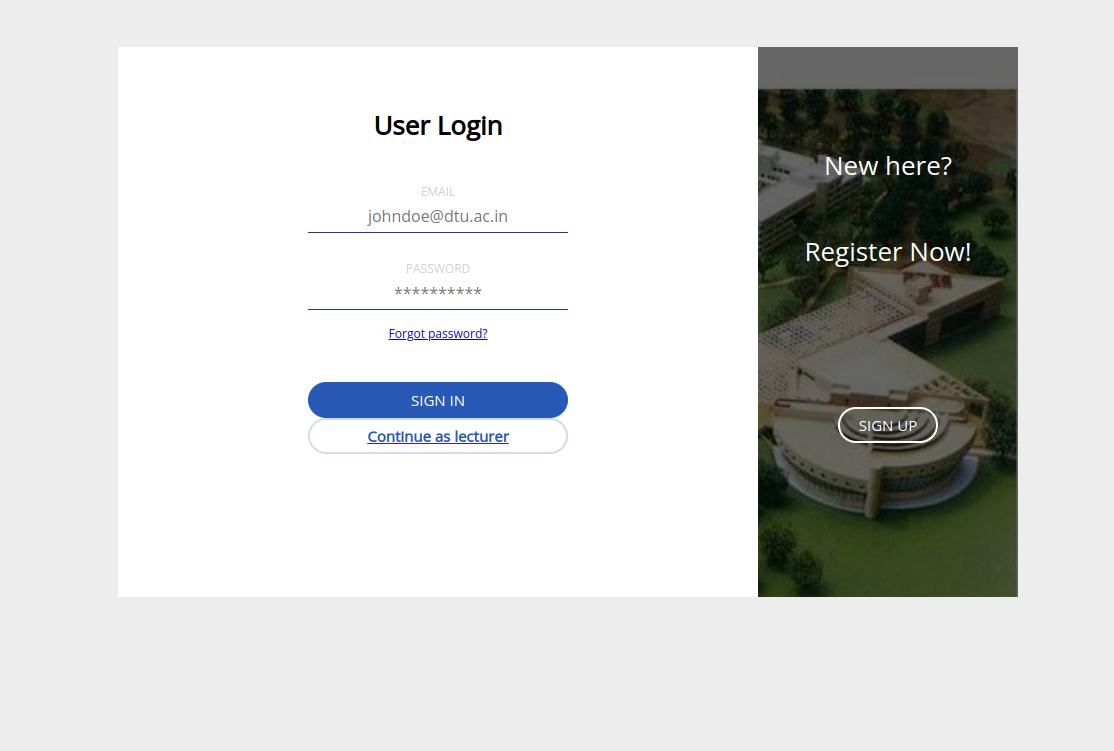 User Login
EMAIL
johndoe@dtu.ac.in
PASSWORD
**********
Forgot password?
SIGN IN
Continue as lecturer
New here?
Register Now!
SIGN UP